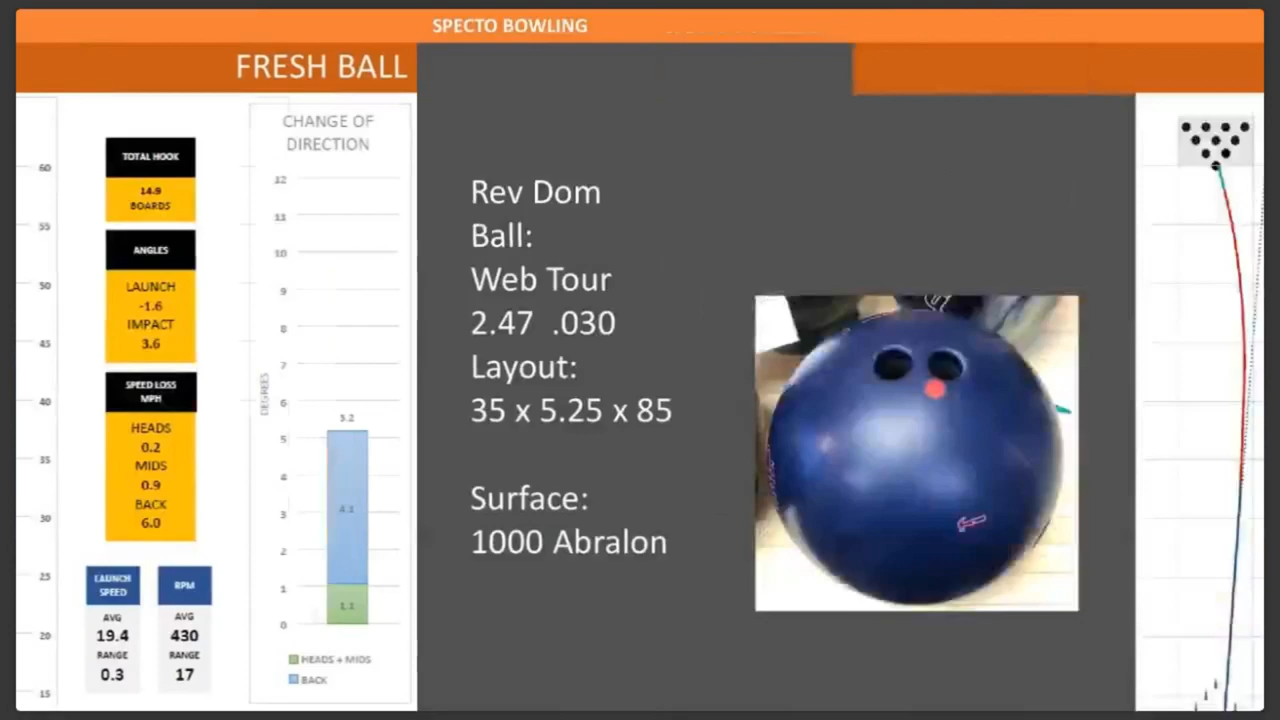 SPECTO BOWLING
FRESH BALL
60
55
50
45
40
35
30
25
20
15
TOTAL HOOK
14.9
BOARDS
ANGLES
LAUNCH
-1.6
IMPACT
3.6
SPEED LOSS
MPH
HEADS
0.2
MIDS
0.9
BACK
6.0
LAUNCH
SPEED
AVG
19.4
RANGE
0.3
RPM
AVG
430
RANGE
17
CHANGE OF
DIRECTION
12
11
10
9
8
7
6
5
4
3
2
1
0
DEGREES
5.2
4.1
1.1
HEADS + MIDS
BACK
Rev Dom
Ball:
Web Tour
2.47 .030
Layout:
35 x 5.25 x 85
Surface:
1000 Abralon